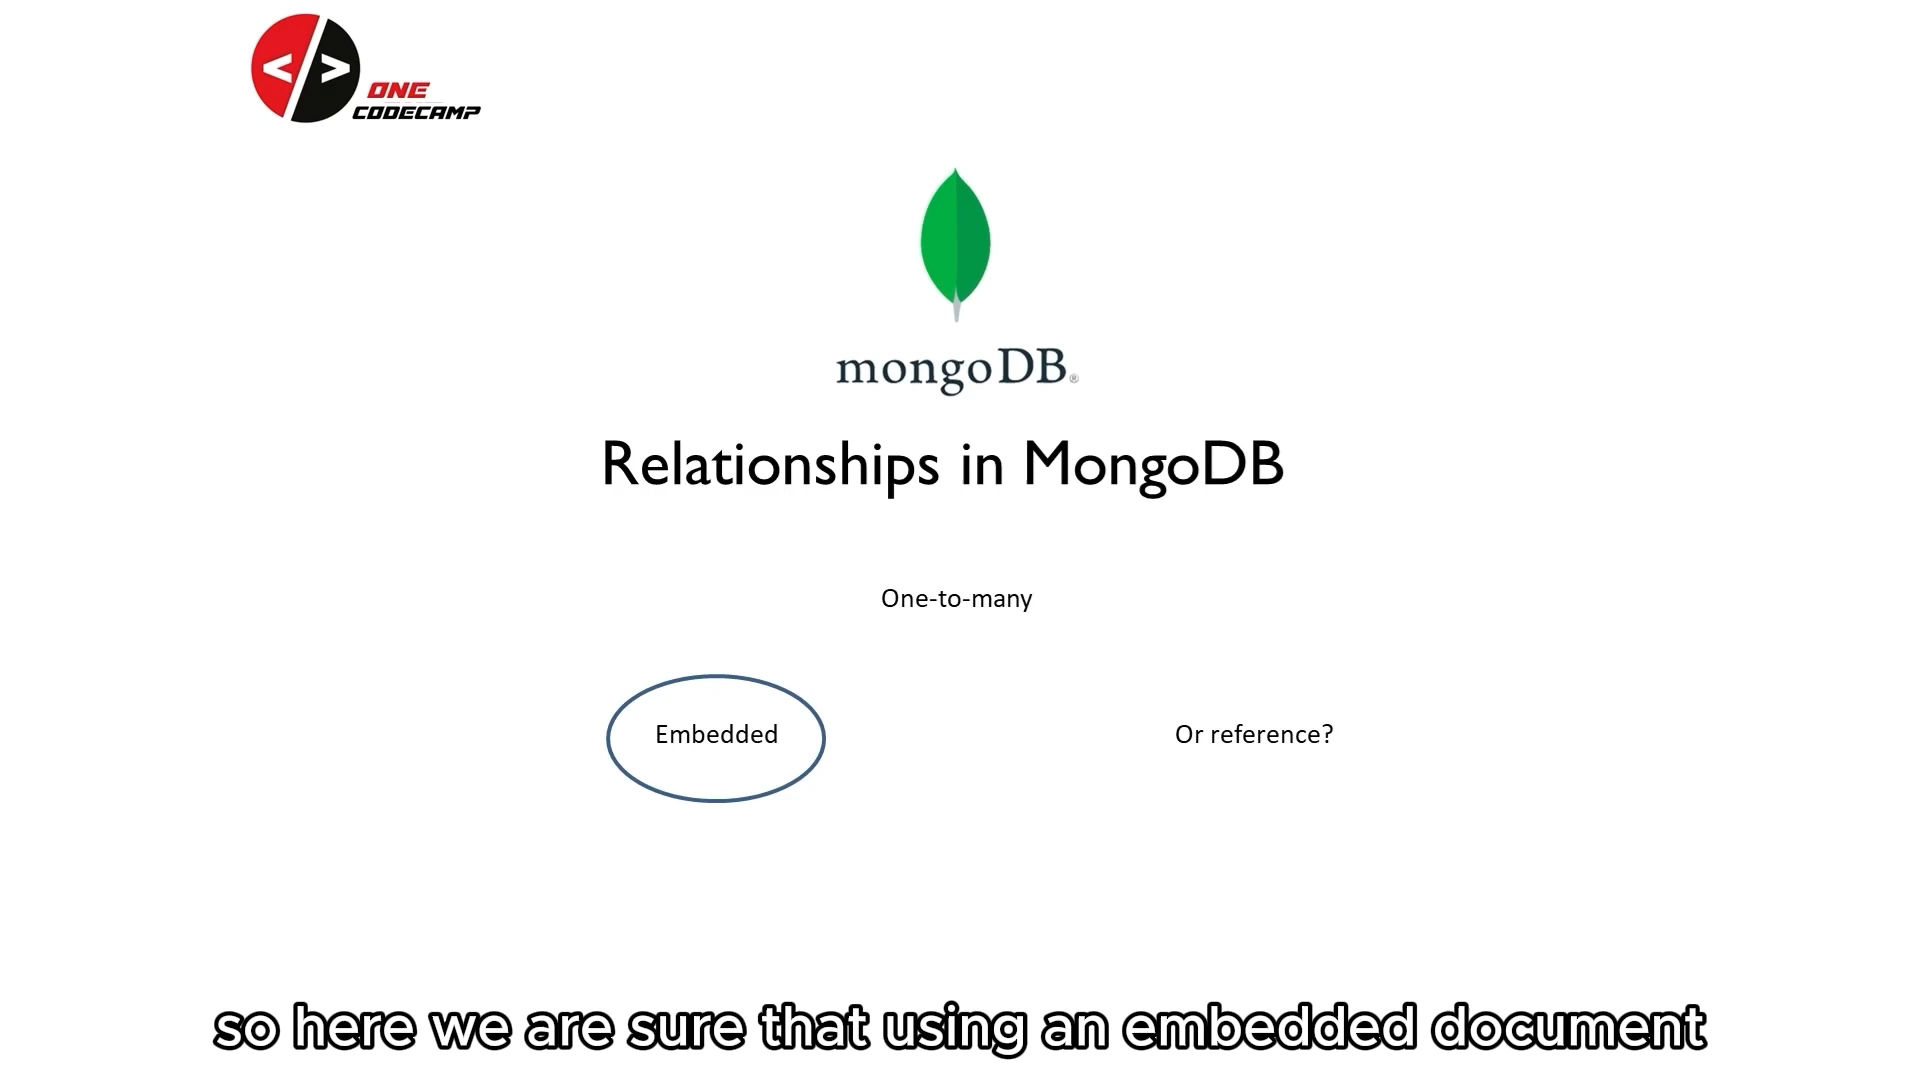 ONE
CODECAMP
mongoDB®
Relationships in MongoDB
One-to-many
Embedded
Or reference?
so here we are sure that using an embedded document